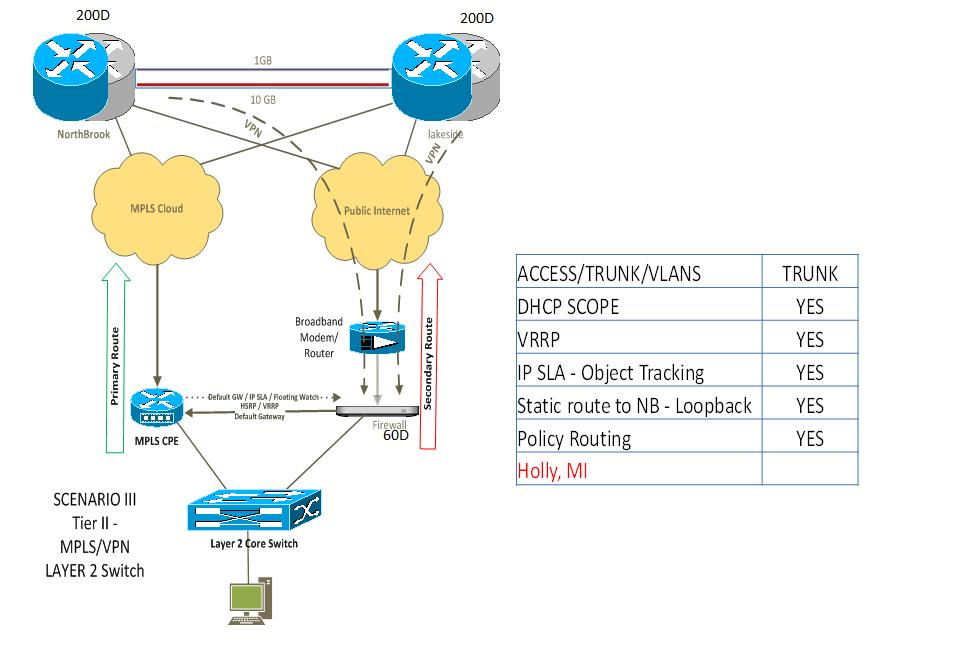 200D
200D
1GB
10 GB
NorthBrook
lakeside
VPN
VPN
MPLS Cloud
Public Internet
Primary Route
Secondary Route
Broadband
Modem/
Router
Default GW / IP SLA / Floating Watch
HSRP / VRRP
Default Gateway
MPLS CPE
Firewall
60D
Layer 2 Core Switch
SCENARIO III
Tier II -
MPLS/VPN
LAYER 2 Switch
ACCESS/TRUNK/VLANS TRUNK
DHCP SCOPE YES
VRRP YES
IP SLA - Object Tracking YES
Static route to NB - Loopback YES
Policy Routing YES
Holly, MI